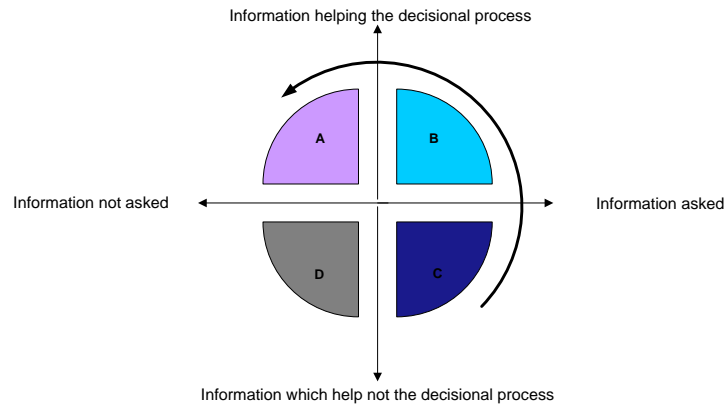 Information helping the decisional process
A
B
Information not asked
Information asked
D
C
Information which help not the decisional process